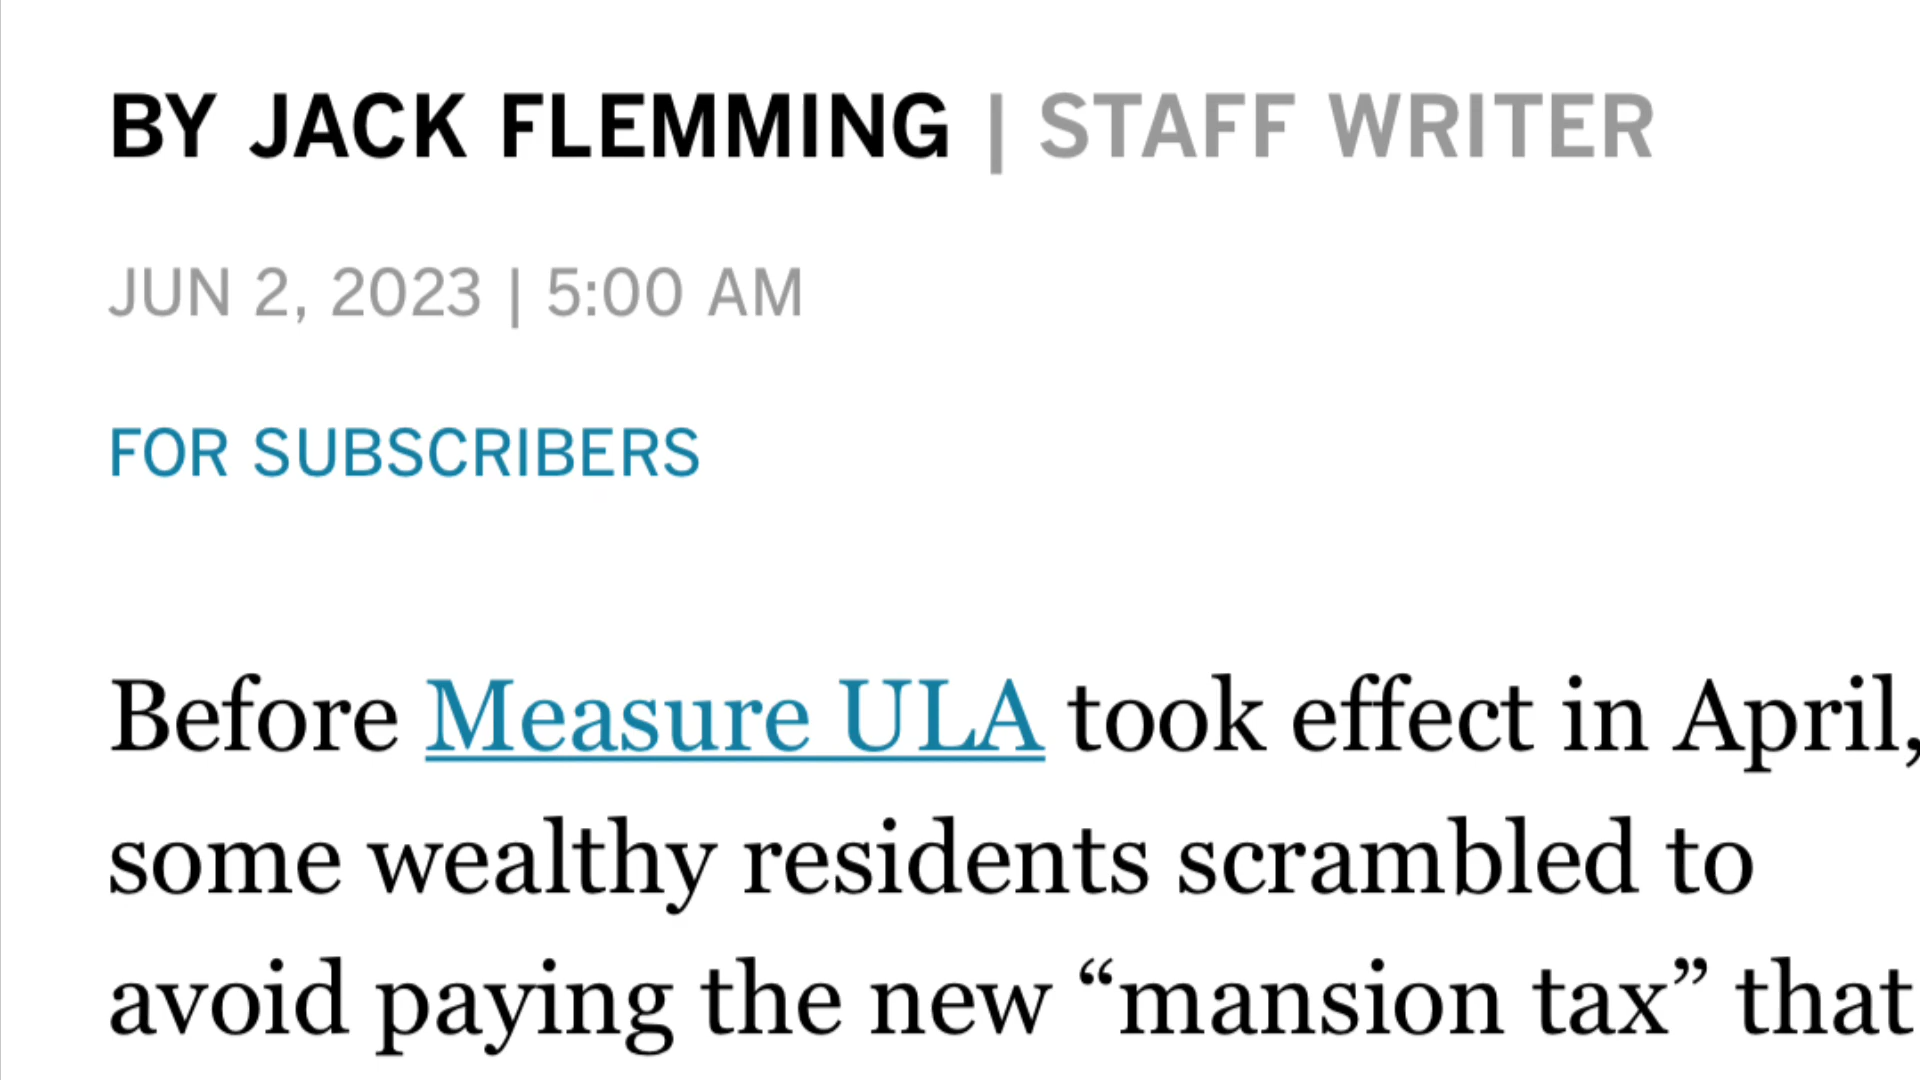 BY JACK FLEMMING | STAFF WRITER
JUN 2, 2023 | 5:00 AM
FOR SUBSCRIBERS
Before Measure ULA took effect in April,
some wealthy residents scrambled to
avoid paying the new “mansion tax” that